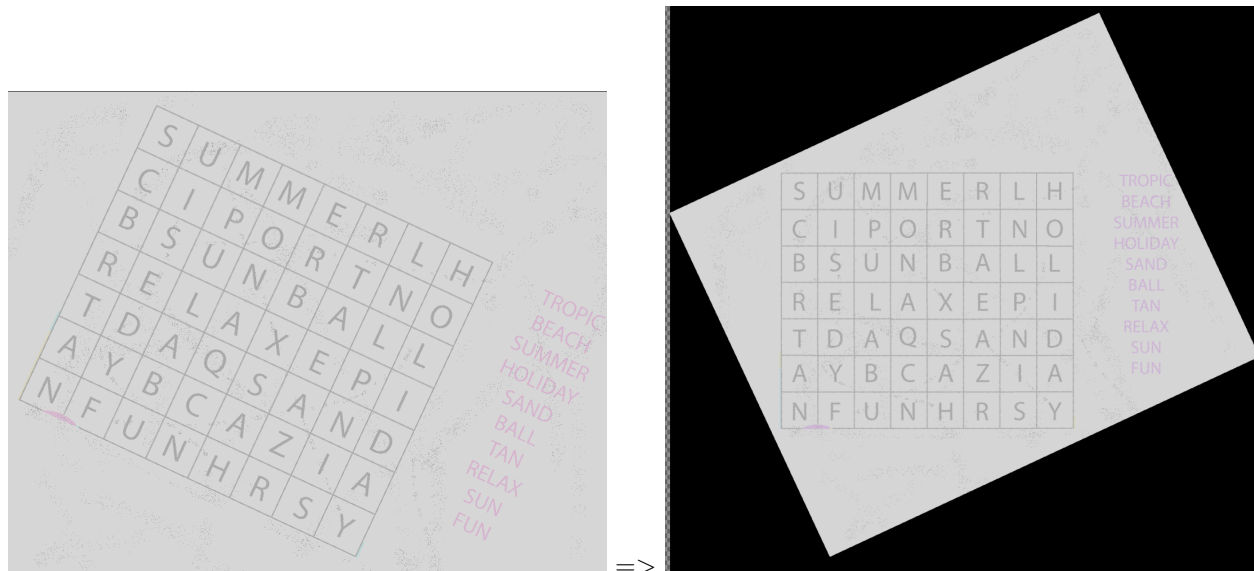 S U M M E R L H
C I P O R T N O
B S U N B A L L
R E L A X E P I
T D A Q S A N D
A Y B C A Z I A
N F U N H R S Y
TROPIC
BEACH
SUMMER
HOLIDAY
SAND
BALL
TAN
RELAX
SUN
FUN
=>
S U M M E R L H
C I P O R T N O
B S U N B A L L
R E L A X E P I
T D A Q S A N D
A Y B C A Z I A
N F U N H R S Y
TROPIC
BEACH
SUMMER
HOLIDAY
SAND
BALL
TAN
RELAX
SUN
FUN